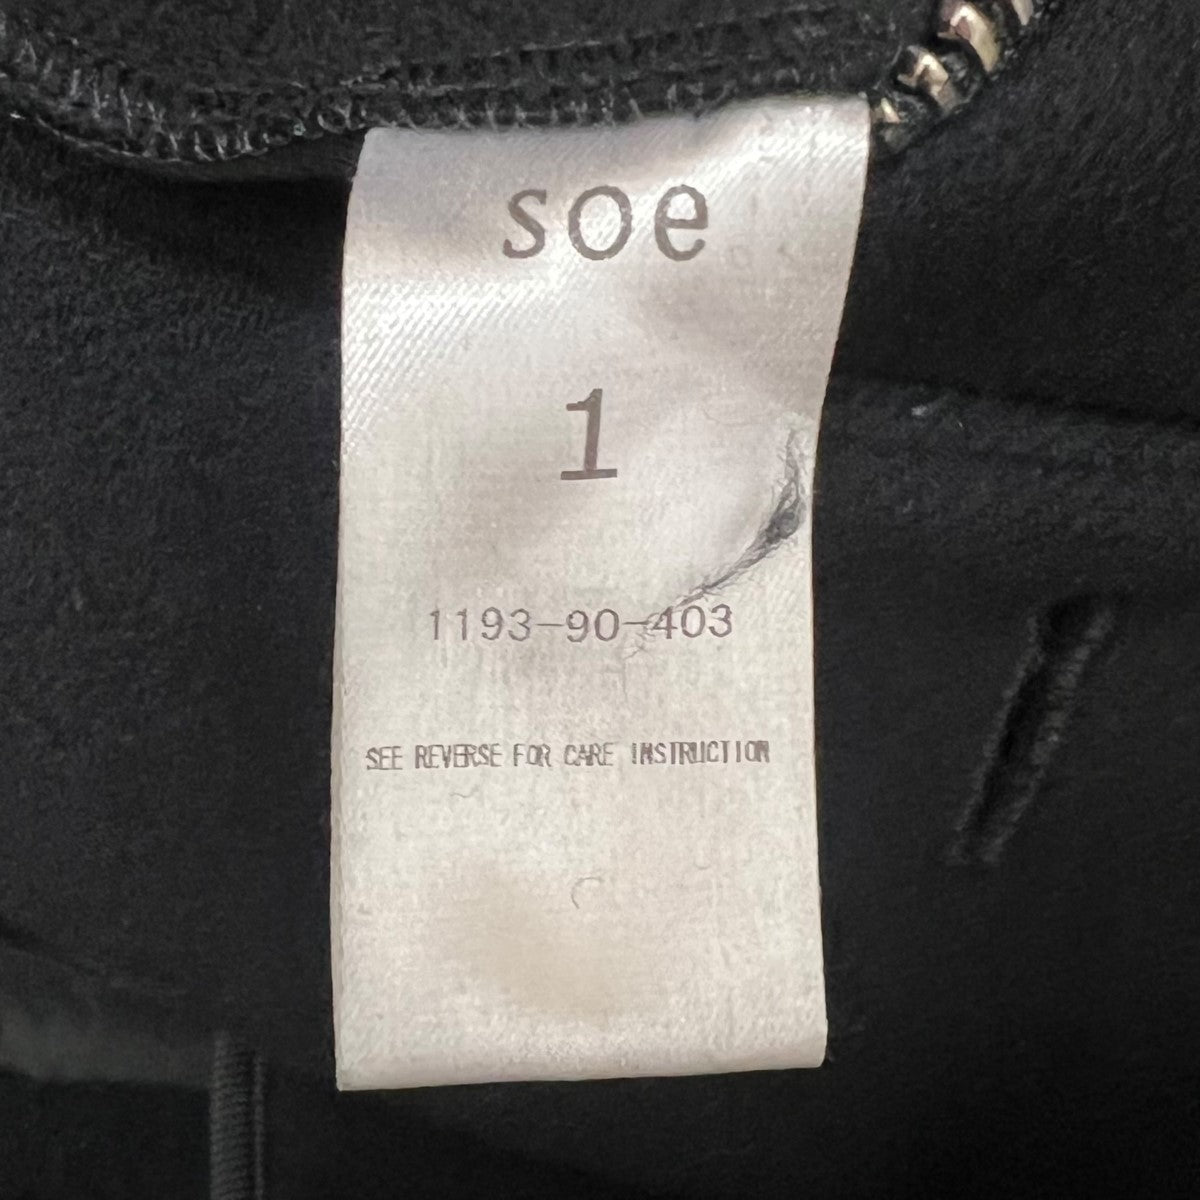 soe
1
1193-90-403
SEE REVERSE FOR CARE INSTRUCTION